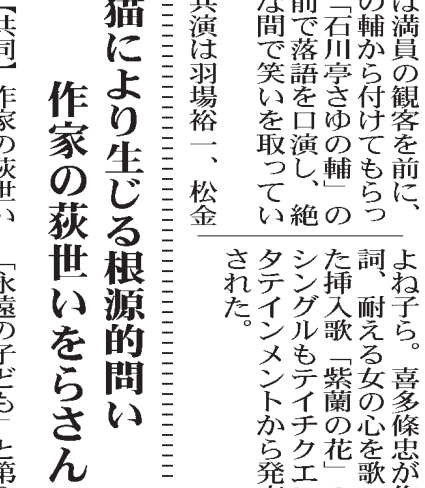 は満員の観客を前に、
の輔から付けてもらっ
「石川亭さゆの輔」の
前で落語を口演し、絶
な間で笑いを取ってい
共演は羽場裕一、松金
よね子ら。喜多條忠が
詞、耐える女の心を歌
た挿入歌「紫蘭の花」
シングルもテイチクエ
タテインメントから発
された。
猫により生じる根源的問い
作家の荻世いをらさん
【共同】作家の荻世い
「永遠の子ども」と第